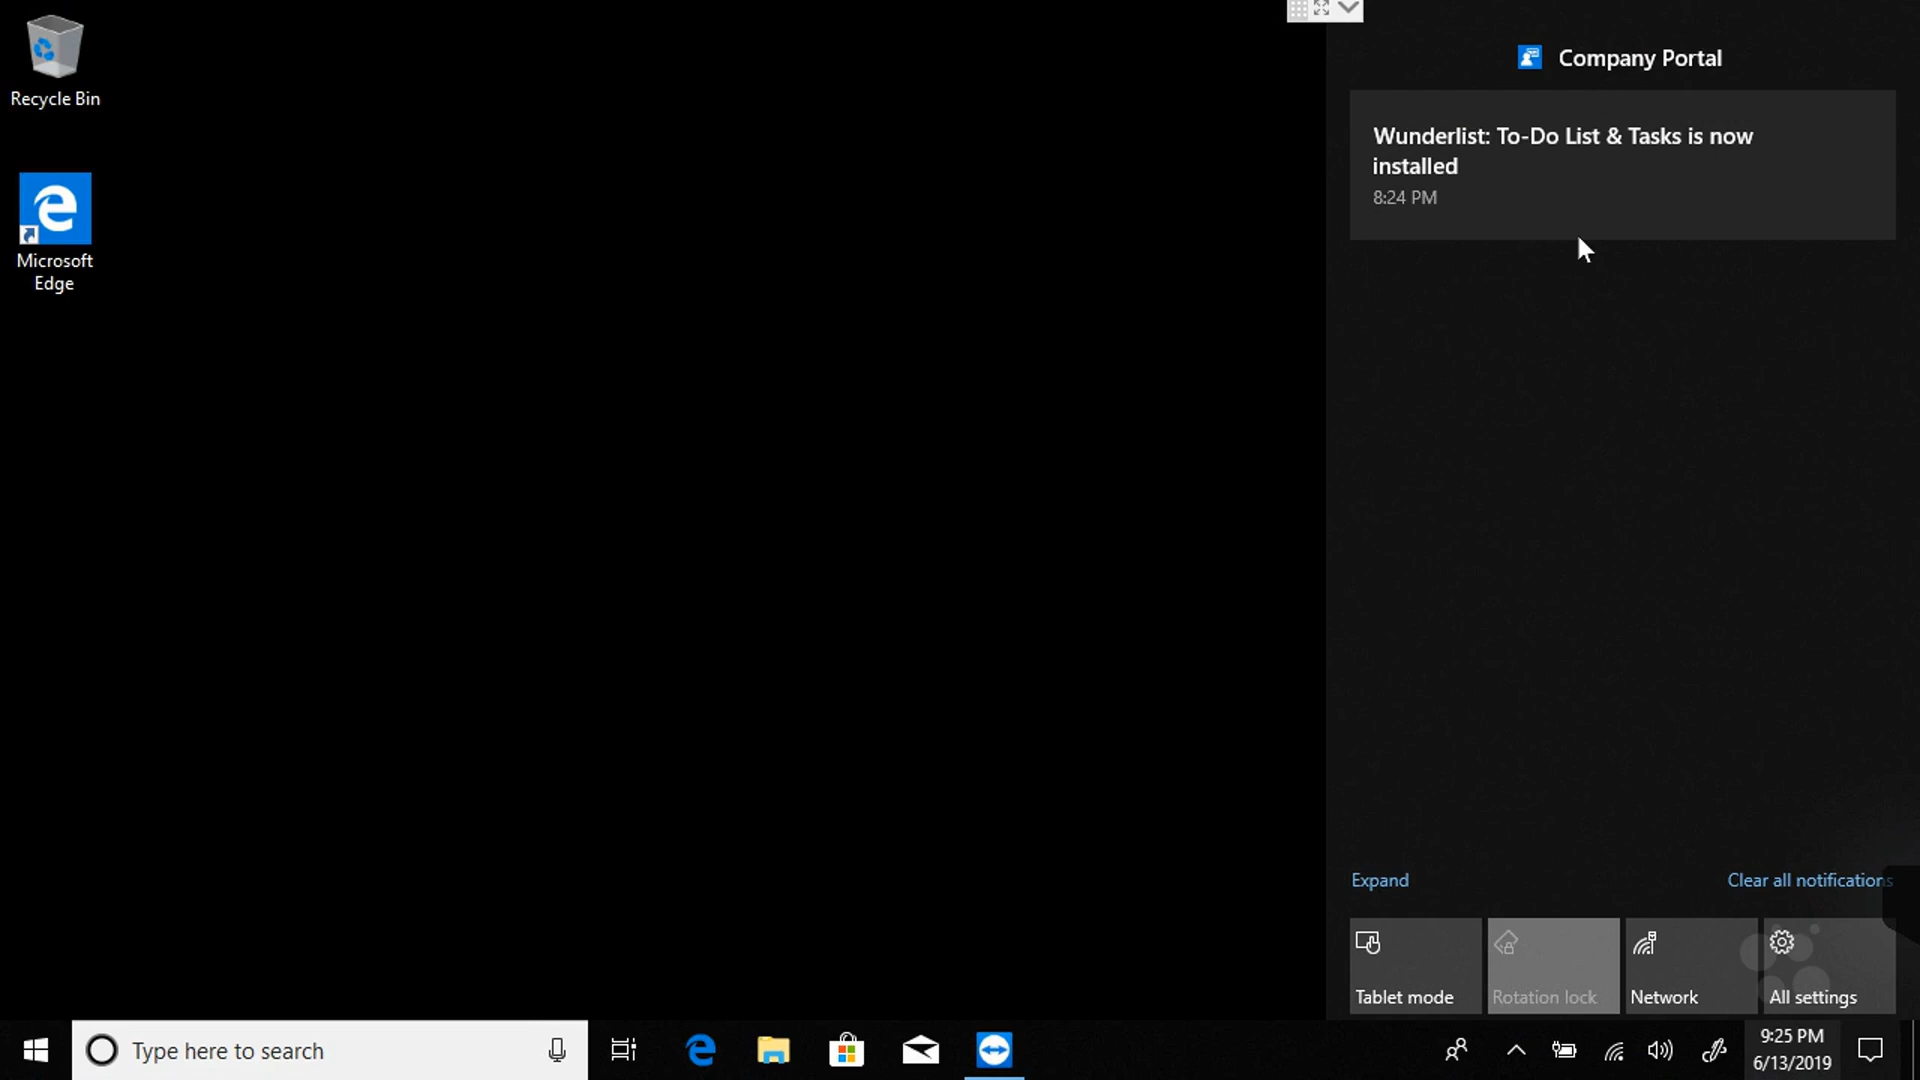 Recycle Bin
Microsoft
Edge
Company Portal
Wunderlist: To-Do List & Tasks is now
installed
8:24 PM
Expand
Clear all notifications
Tablet mode
Rotation lock
Network
All settings
Type here to search
9:25 PM
6/13/2019